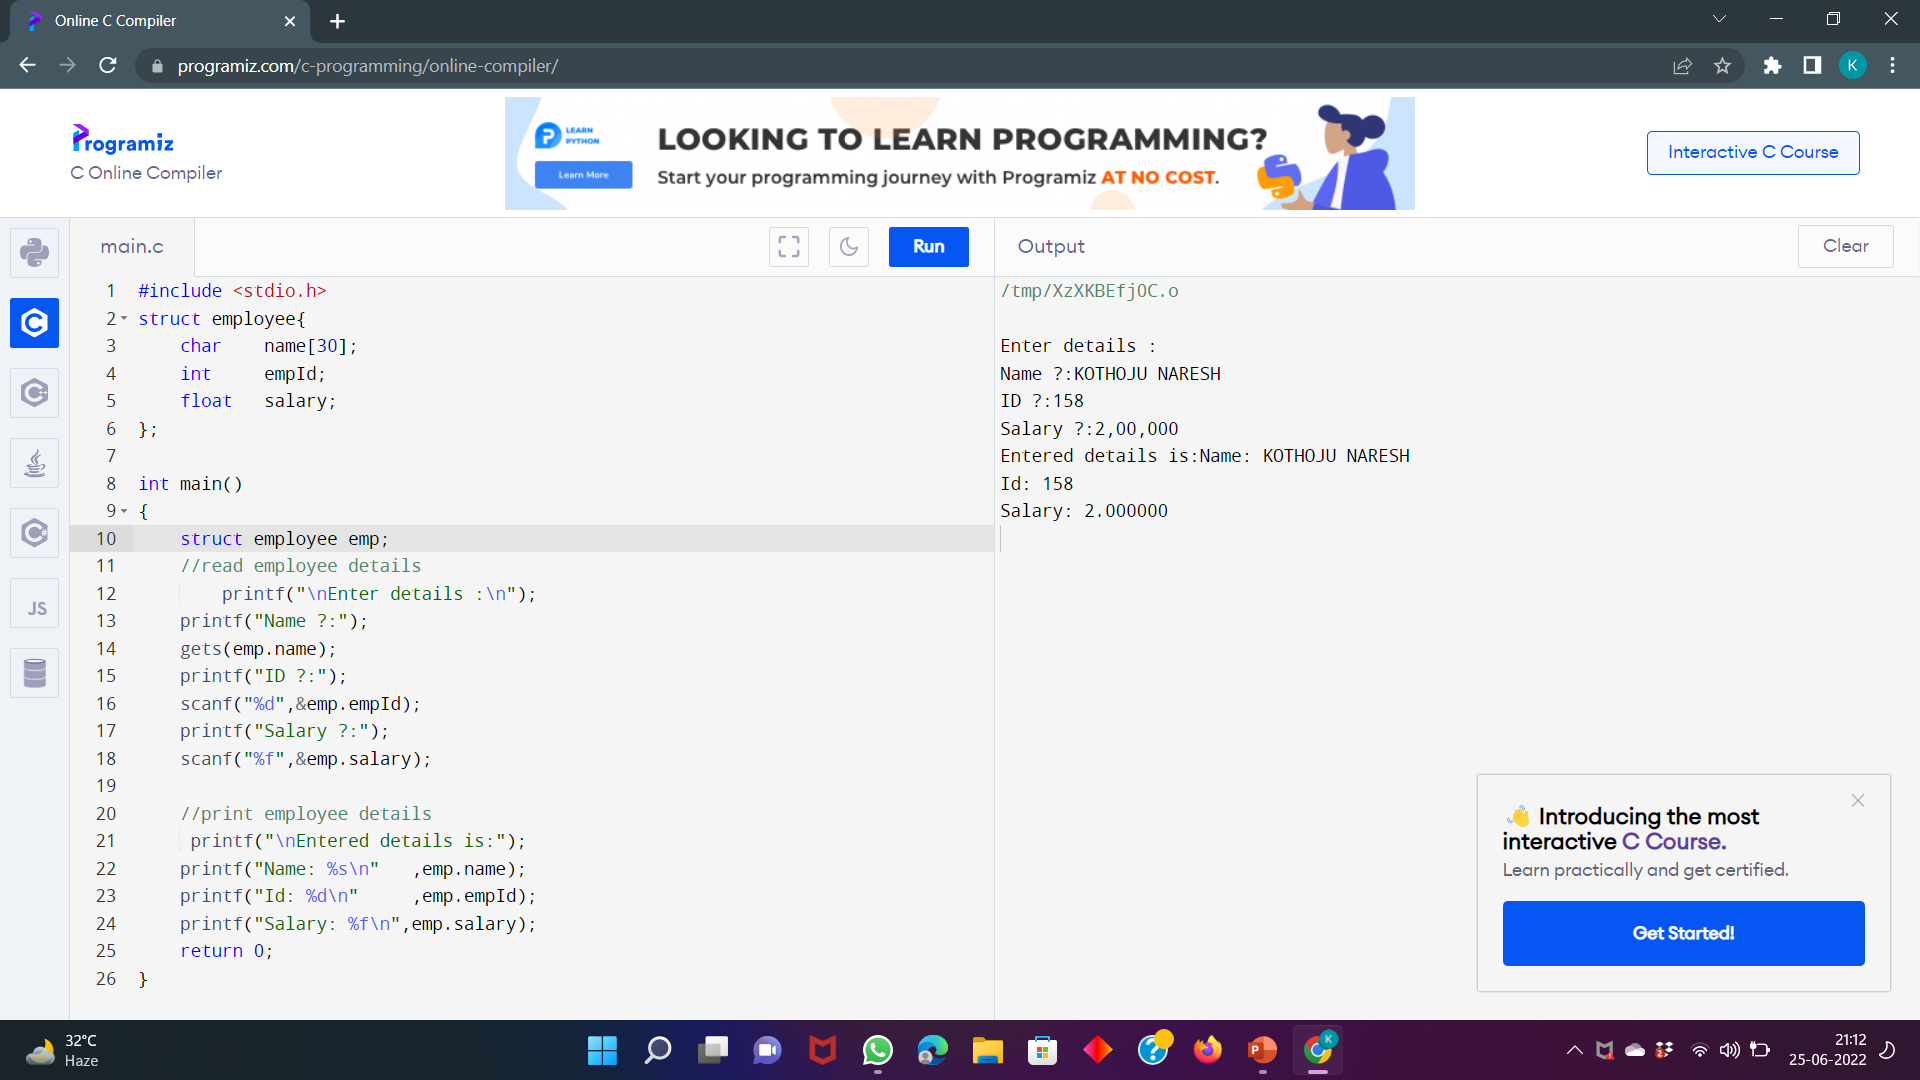 Online C Compiler
programiz.com/c-programming/online-compiler/
K
Programiz
C Online Compiler
LEARN
PYTHON
Learn More
LOOKING TO LEARN PROGRAMMING?
Start your programming journey with Programiz AT NO COST.
Interactive C Course
main.c
Run
Output
Clear
1 #include <stdio.h>
2 struct employee{
3 char name[30];
4 int empId;
5 float salary;
6 };
7
8 int main()
9 {
10 struct employee emp;
11 //read employee details
12 printf("\nEnter details :\n");
13 printf("Name ?:");
14 gets(emp.name);
15 printf("ID ?:");
16 scanf("%d",&emp.empId);
17 printf("Salary ?:");
18 scanf("%f",&emp.salary);
19
20 //print employee details
21 printf("\nEntered details is:");
22 printf("Name: %s\n" ,emp.name);
23 printf("Id: %d\n" ,emp.empId);
24 printf("Salary: %f\n",emp.salary);
25 return 0;
26 }
JS
/tmp/XzXKBEfjOC.o
Enter details :
Name ?:KOTHOJU NARESH
ID ?:158
Salary ?:2,00,000
Entered details is:Name: KOTHOJU NARESH
Id: 158
Salary: 2.000000
👋 Introducing the most
interactive C Course.
Learn practically and get certified.
Get Started!
32°C
Haze
21:12
25-06-2022